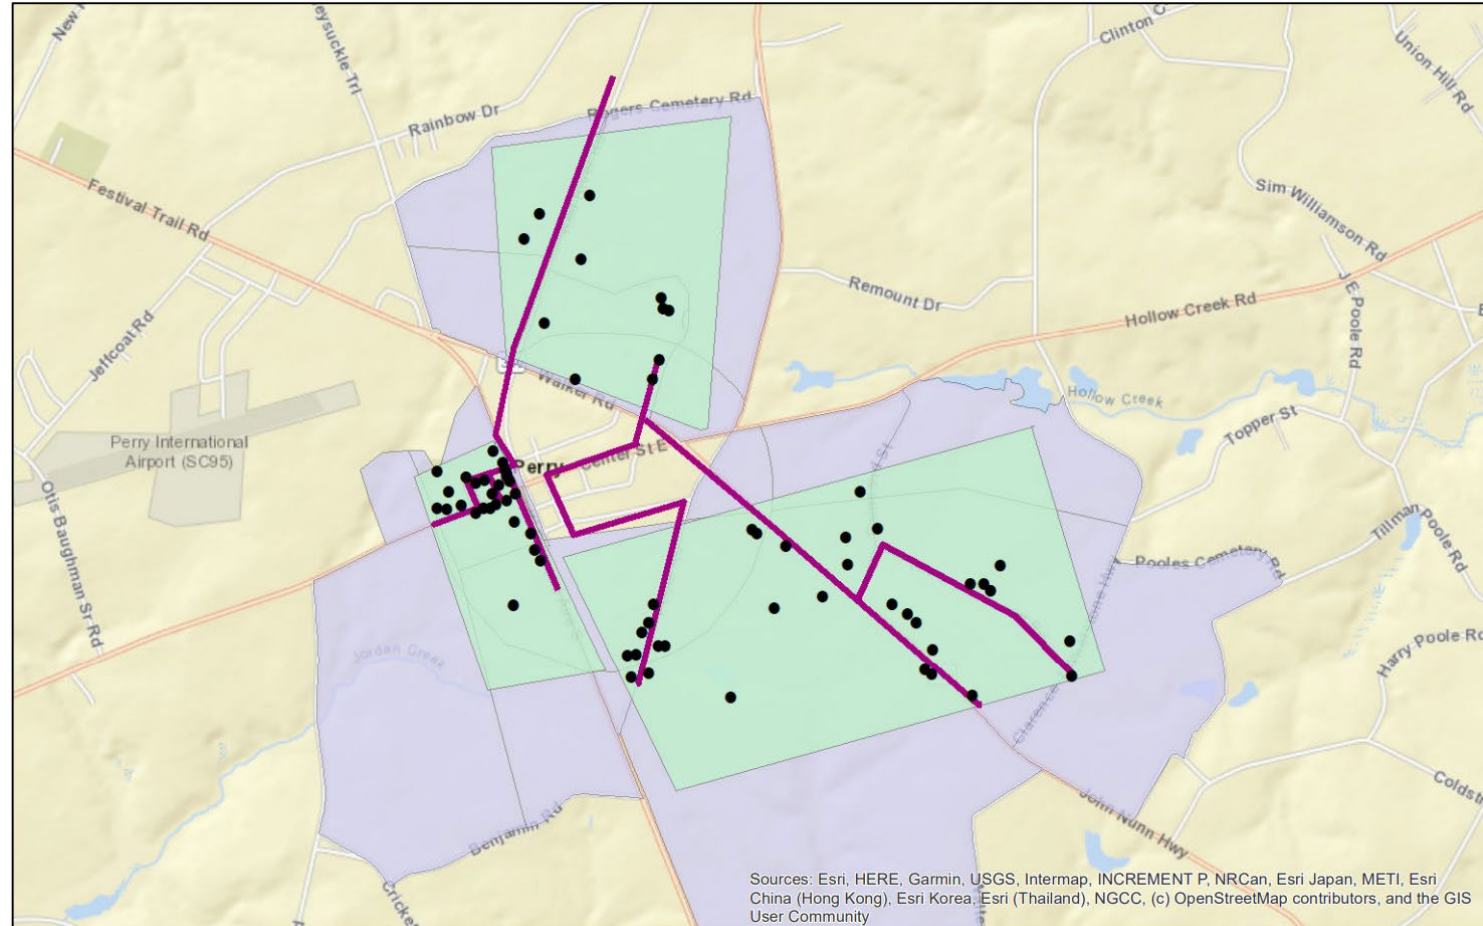 Clinton C
Union Hill Rd
Rainbow Dr
Rogers Cemetery Rd
Festival Trail Rd
Sim Williamson Rd
Remount Dr
Hollow Creek Rd
J E Poole Rd
Jeffcoat Rd
Walker Rd
Hollow Creek
Topper St
Perry International
Airport (SC95)
Perry
Center St E
Otis Baughman Sr Rd
Tillman Poole Rd
Pooles Cemetery Rd
Jordan Creek
Harry Poole Rd
John Nunn Hwy
Benjamin Rd
Sources: Esri, HERE, Garmin, USGS, Intermap, INCREMENT P, NRCan, Esri Japan, METI, Esri
China (Hong Kong), Esri Korea, Esri (Thailand), NGCC, (c) OpenStreetMap contributors, and the GIS
User Community